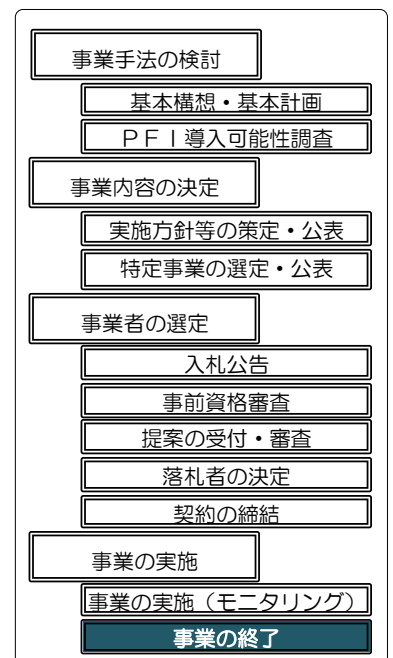 事業手法の検討
基本構想・基本計画
ＰＦＩ導入可能性調査
事業内容の決定
実施方針等の策定・公表
特定事業の選定・公表
事業者の選定
入札公告
事前資格審査
提案の受付・審査
落札者の決定
契約の締結
事業の実施
事業の実施（モニタリング）
事業の終了